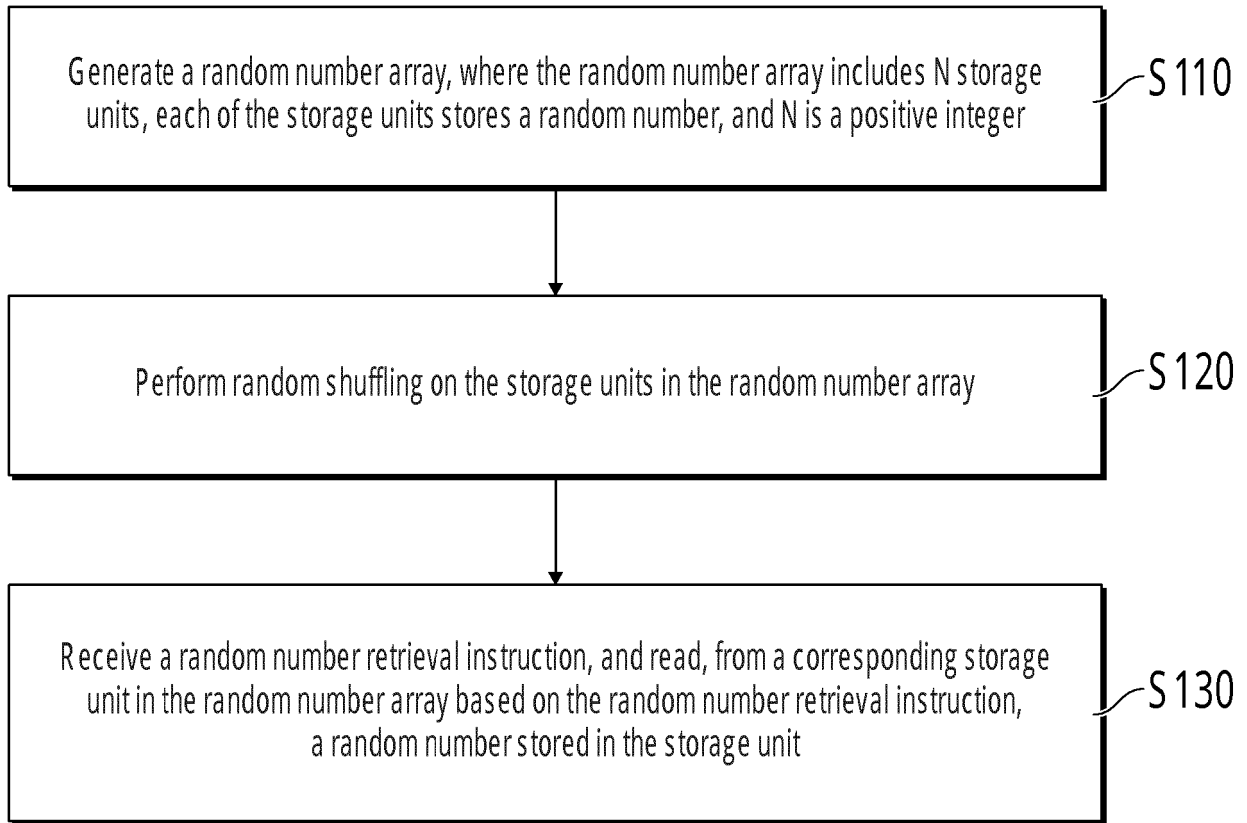 Generate a random number array, where the random number array includes N storage
units, each of the storage units stores a random number, and N is a positive integer
S110
Perform random shuffling on the storage units in the random number array
S120
Receive a random number retrieval instruction, and read, from a corresponding storage
unit in the random number array based on the random number retrieval instruction,
a random number stored in the storage unit
S130